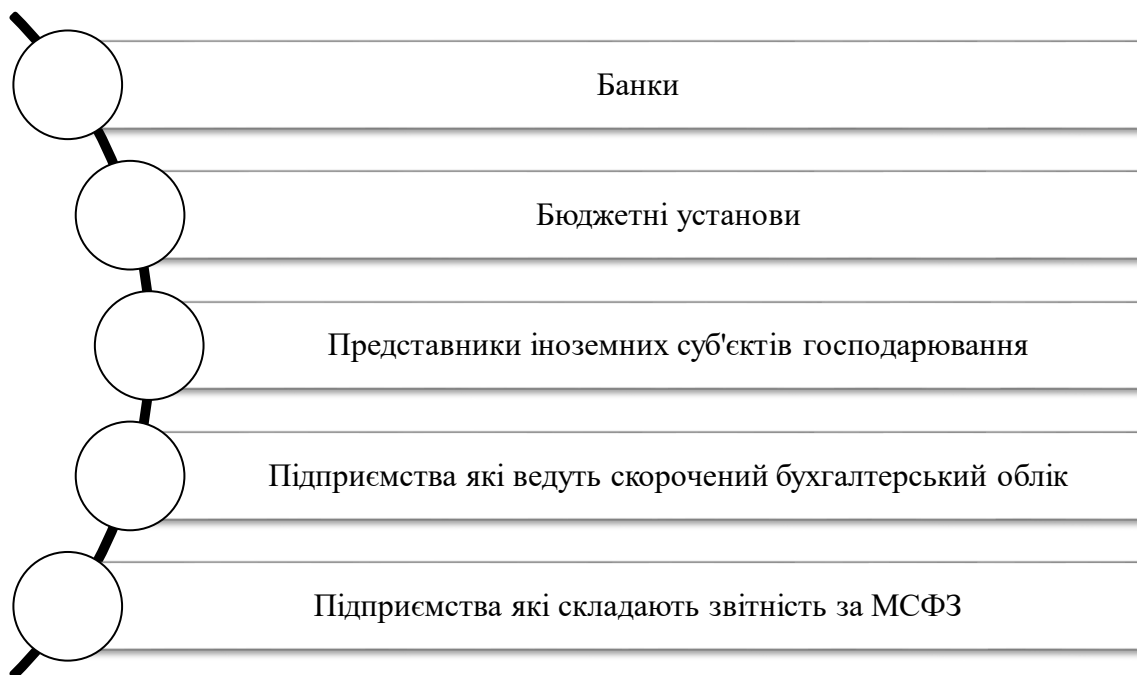 Банки
Бюджетні установи
Представники іноземних суб'єктів господарювання
Підприємства які ведуть скорочений бухгалтерський облік
Підприємства які складають звітність за МСФЗ